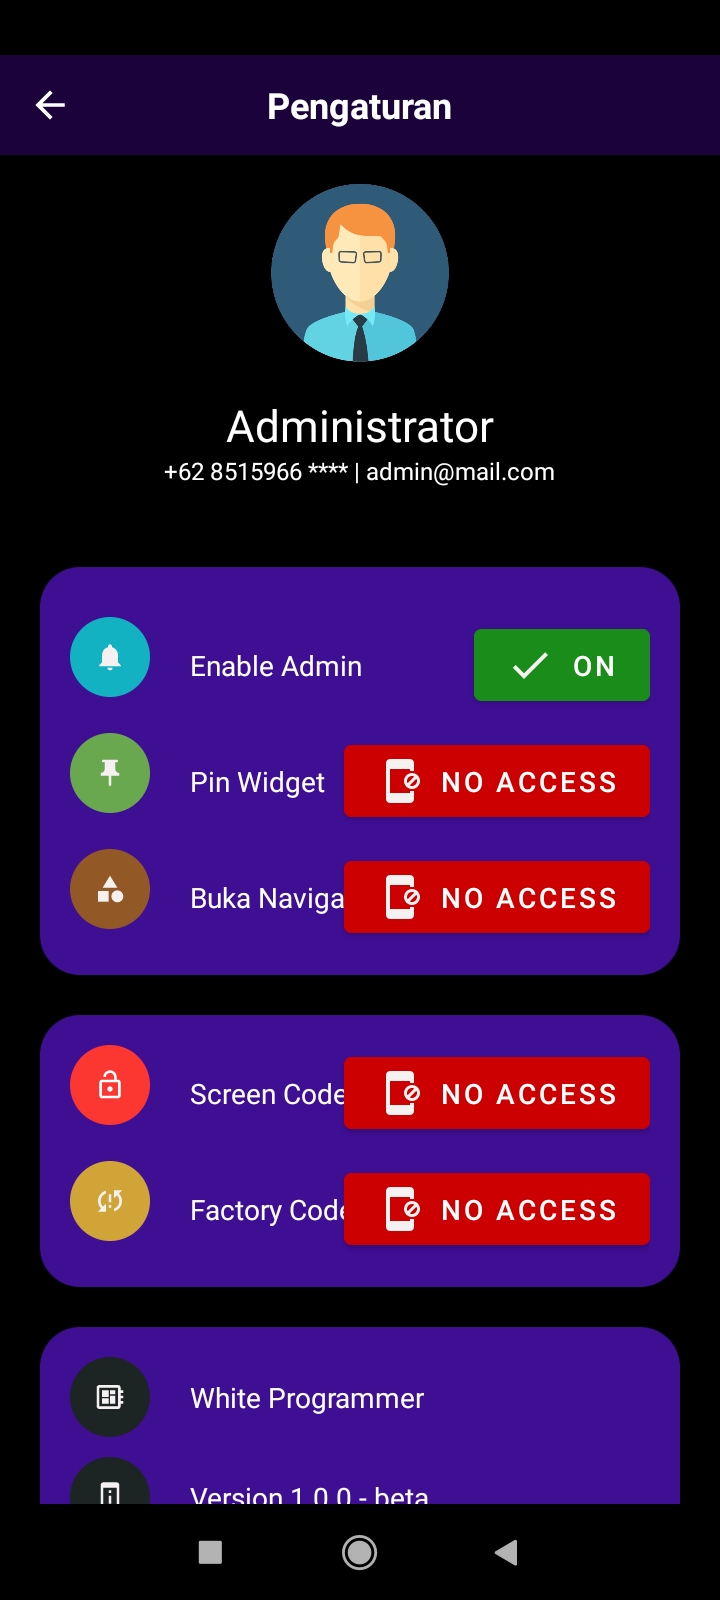 Pengaturan
Administrator
+62 8515966 **** | admin@mail.com
Enable Admin
ON
Pin Widget
NO ACCESS
Buka Naviga
NO ACCESS
Screen Code
NO ACCESS
Factory Code
NO ACCESS
White Programmer
Version 1.0.0 - beta